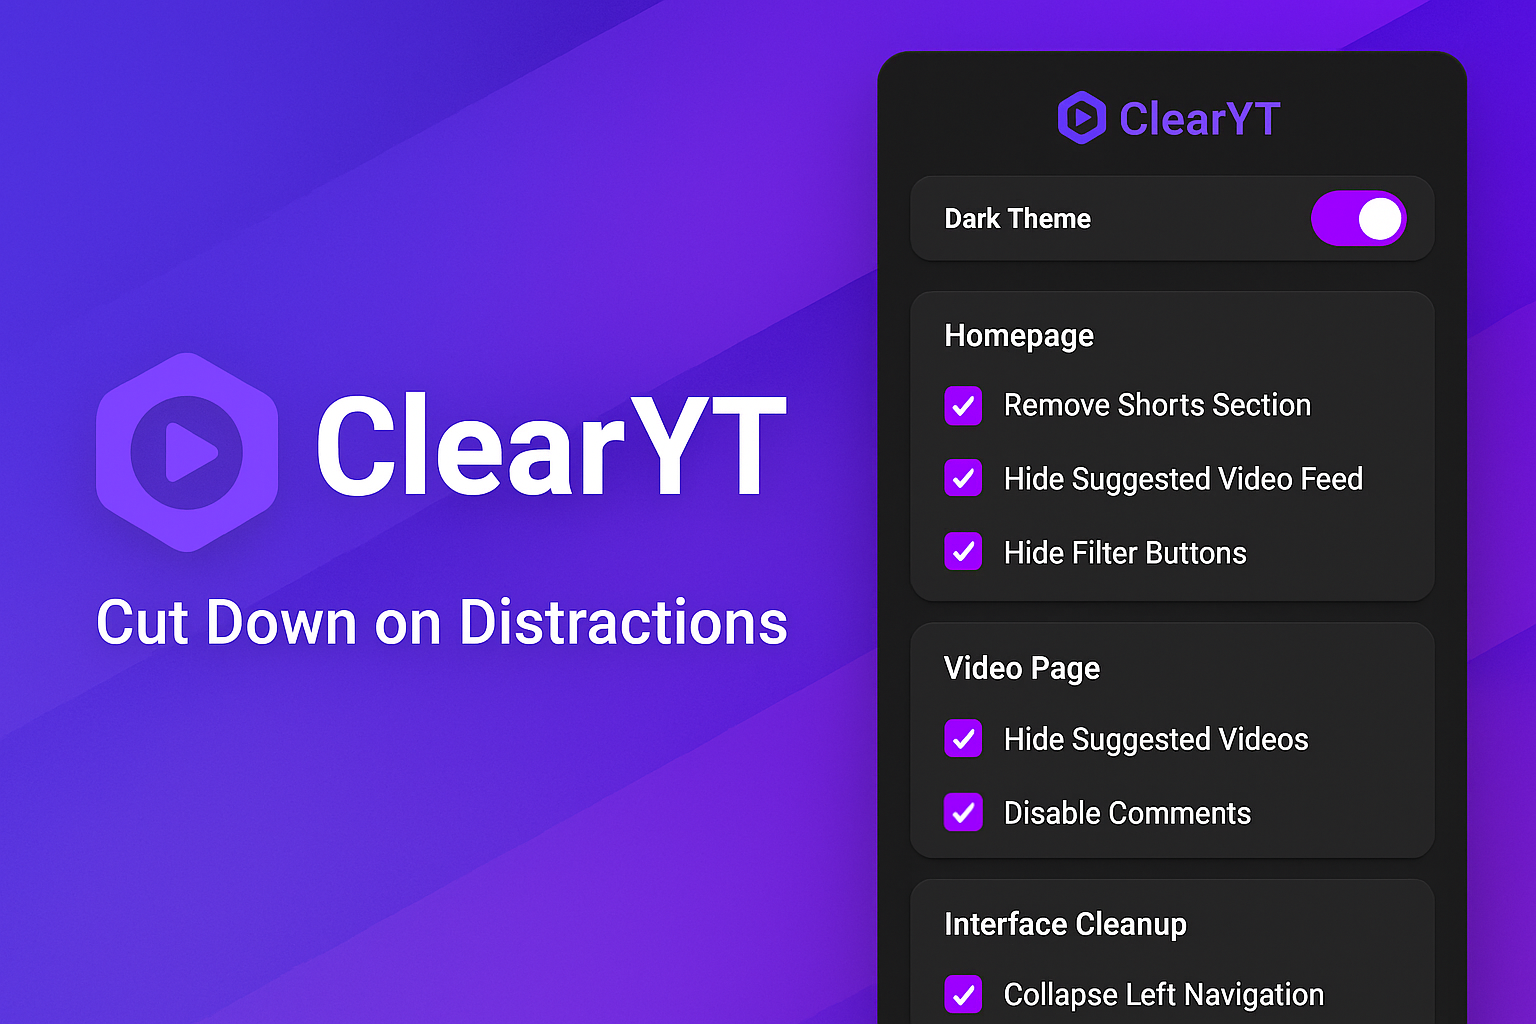 ClearYT
Cut Down on Distractions
ClearYT
Dark Theme
Homepage
Remove Shorts Section
Hide Suggested Video Feed
Hide Filter Buttons
Video Page
Hide Suggested Videos
Disable Comments
Interface Cleanup
Collapse Left Navigation